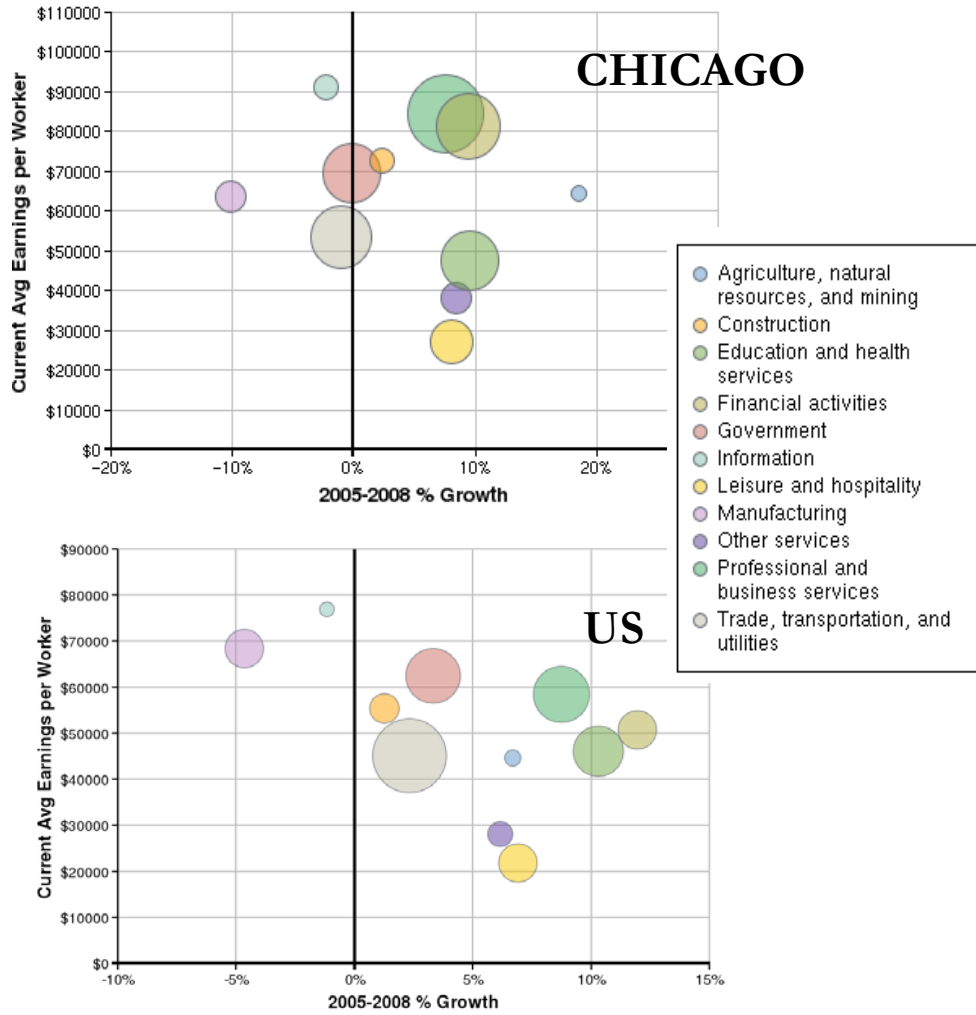 $110000
$100000
$90000
$80000
$70000
$60000
$50000
$40000
$30000
$20000
$10000
$0
Current Avg Earnings per Worker
CHICAGO
−20%
−10%
0%
10%
20%
2005-2008 % Growth
Agriculture, natural
resources, and mining
Construction
Education and health
services
Financial activities
Government
Information
Leisure and hospitality
Manufacturing
Other services
Professional and
business services
Trade, transportation, and
utilities
$90000
$80000
$70000
$60000
$50000
$40000
$30000
$20000
$10000
$0
Current Avg Earnings per Worker
US
-10%
-5%
0%
5%
10%
15%
2005-2008 % Growth